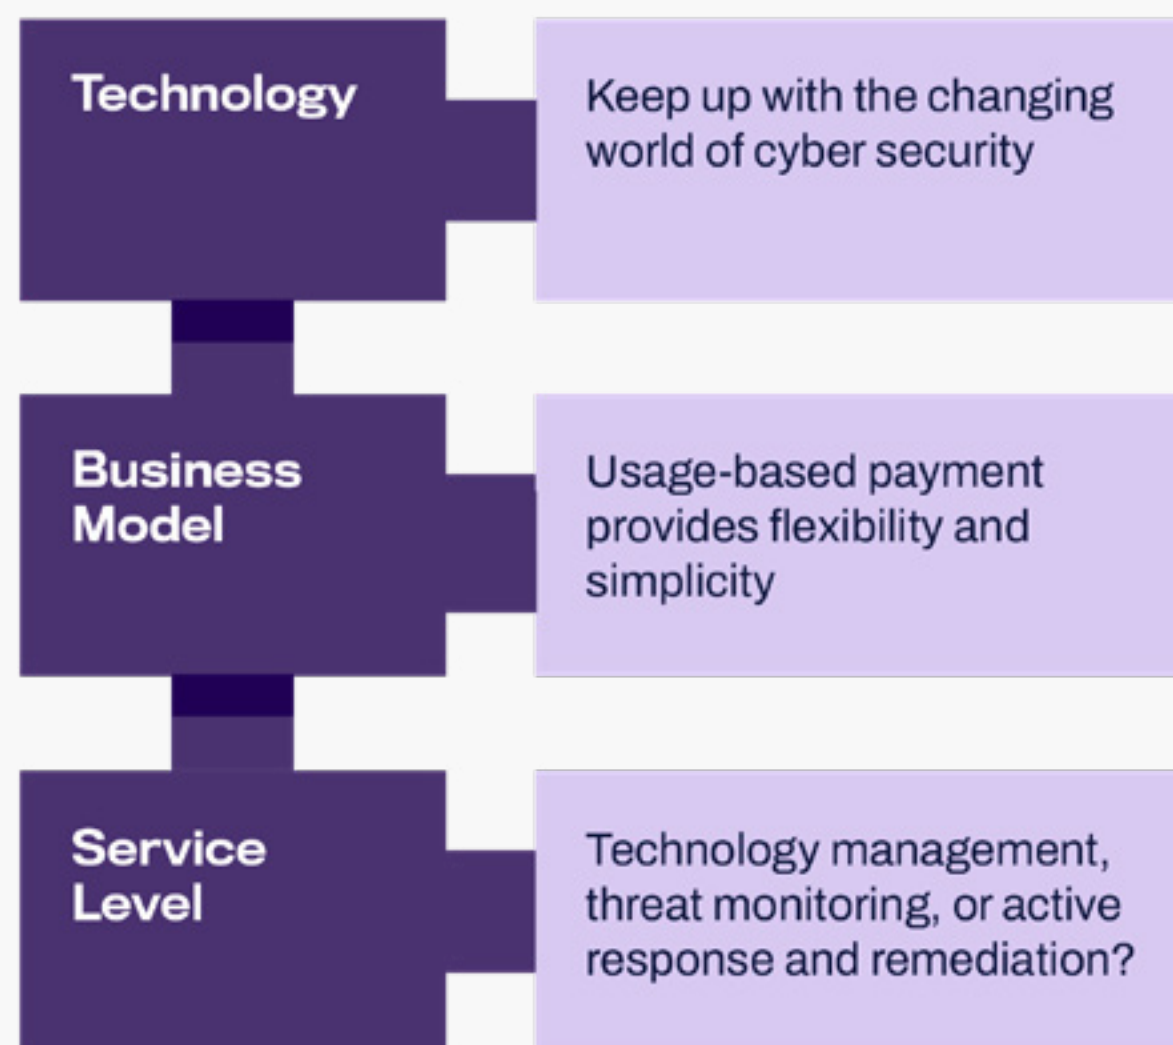 Technology
Keep up with the changing
world of cyber security
Business
Model
Usage-based payment
provides flexibility and
simplicity
Service
Level
Technology management,
threat monitoring, or active
response and remediation?